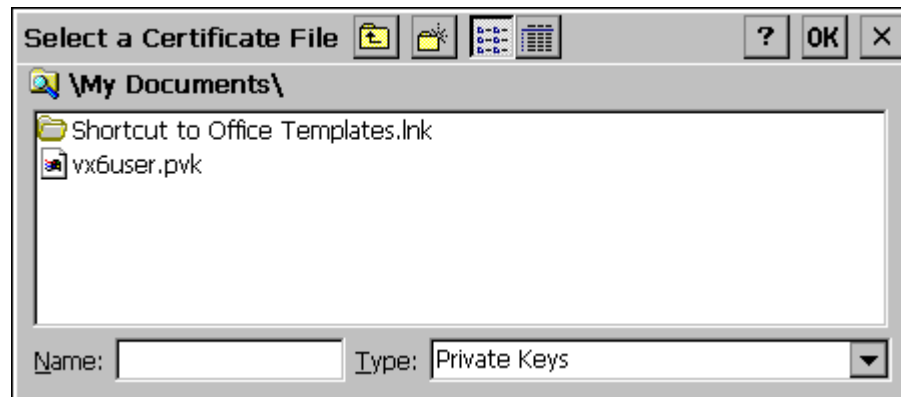 Select a Certificate File ? OK ×
\My Documents\
Shortcut to Office Templates.lnk
vx6user.pvk
Name: Type: Private Keys